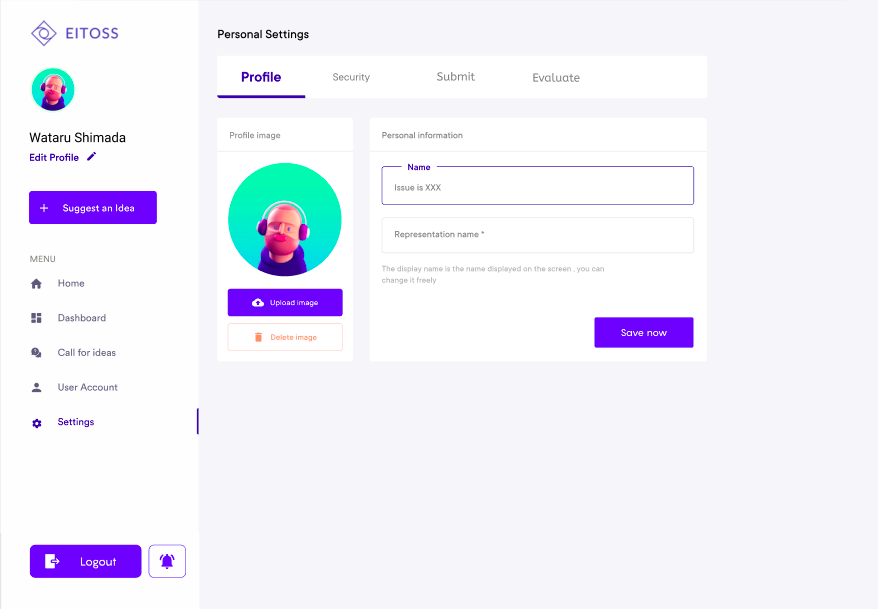 EITOSS
Wataru Shimada
Edit Profile
+ Suggest an Idea
MENU
Home
Dashboard
Call for ideas
User Account
Settings
Logout
Personal Settings
Profile
Security
Submit
Evaluate
Profile image
Upload image
Delete image
Personal information
Name
Issue is XXX
Representation name *
The display name is the name displayed on the screen . you can
change it freely
Save now